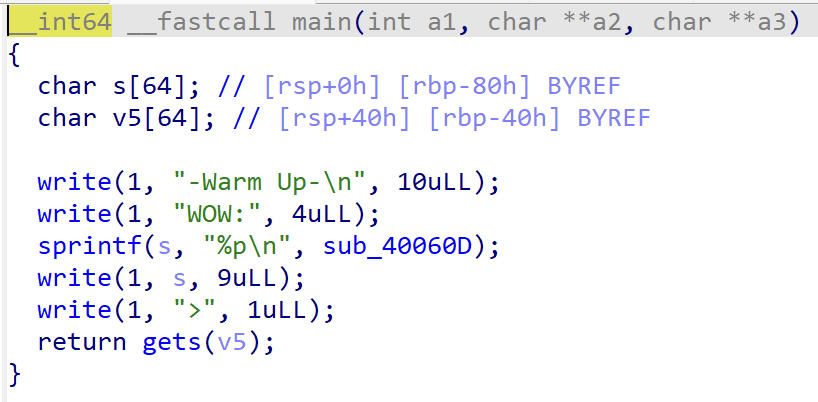 __int64 __fastcall main(int a1, char **a2, char **a3)
{
  char s[64]; // [rsp+0h] [rbp-80h] BYREF
  char v5[64]; // [rsp+40h] [rbp-40h] BYREF

  write(1, "-Warm Up-\n", 10uLL);
  write(1, "WOW:", 4uLL);
  sprintf(s, "%p\n", sub_40060D);
  write(1, s, 9uLL);
  write(1, ">", 1uLL);
  return gets(v5);
}